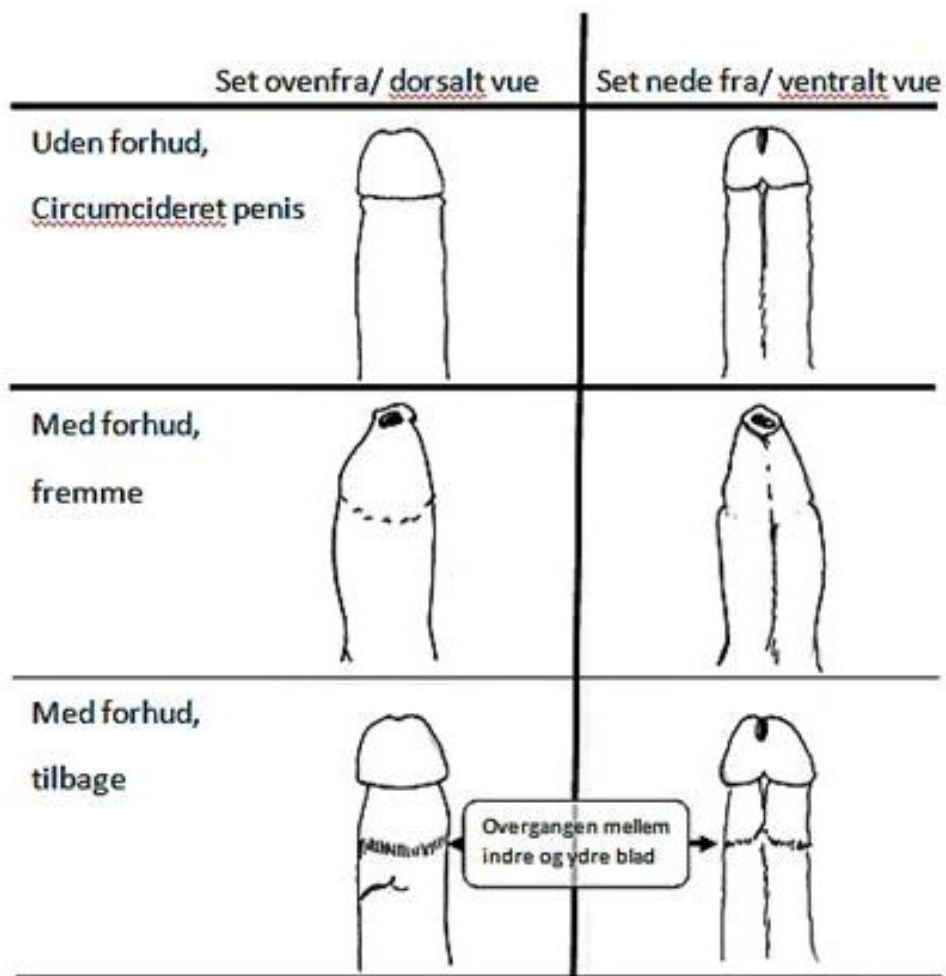 Set ovenfra/ dorsalt vue
Set nede fra/ ventralt vue
Uden forhud,
Circumcideret penis
Med forhud,
fremme
Med forhud,
tilbage
Overgangen mellem
indre og ydre blad